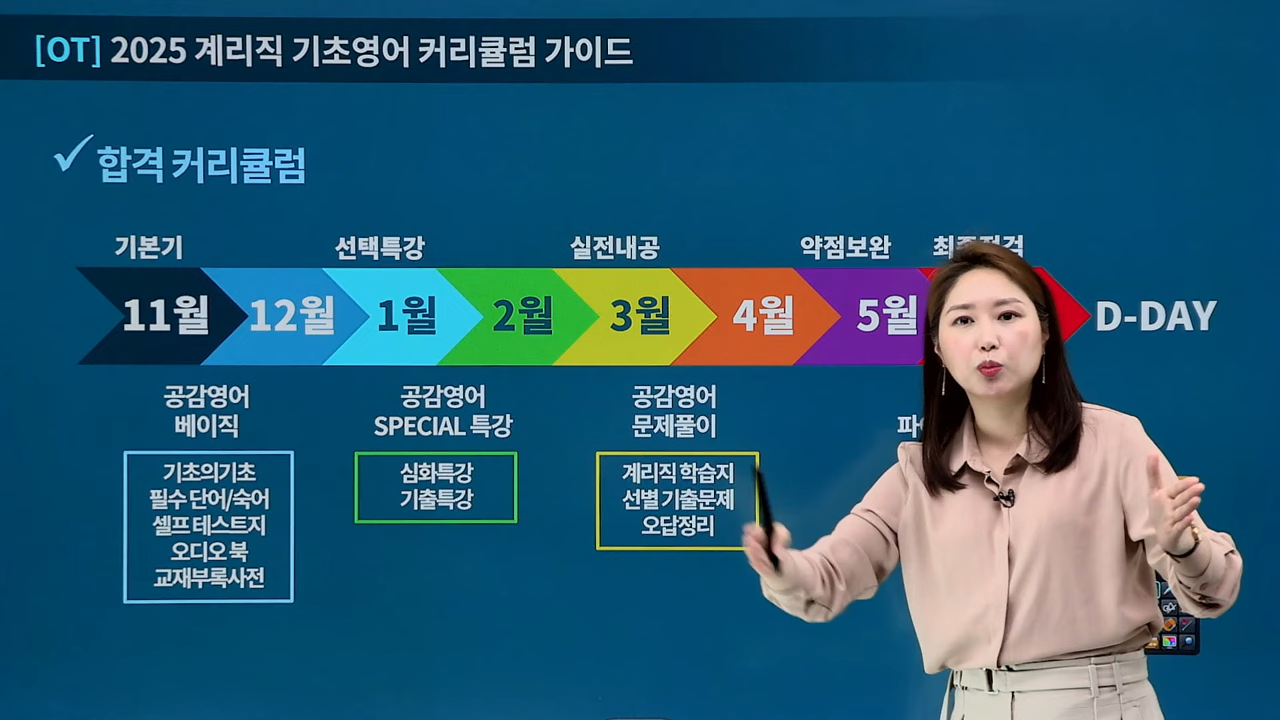 [OT] 2025 계리직 기초영어 커리큘럼 가이드
합격 커리큘럼
기본기 선택특강 실전내공 약점보완
11월 12월 1월 2월 3월 4월 5월 D-DAY
공감영어 공감영어 공감영어
베이직 SPECIAL 특강 문제풀이
기초의기초
필수 단어/숙어
셀프 테스트지
오디오 북
교재부록사전
심화특강
기출특강
계리직 학습지
선별 기출문제
오답정리